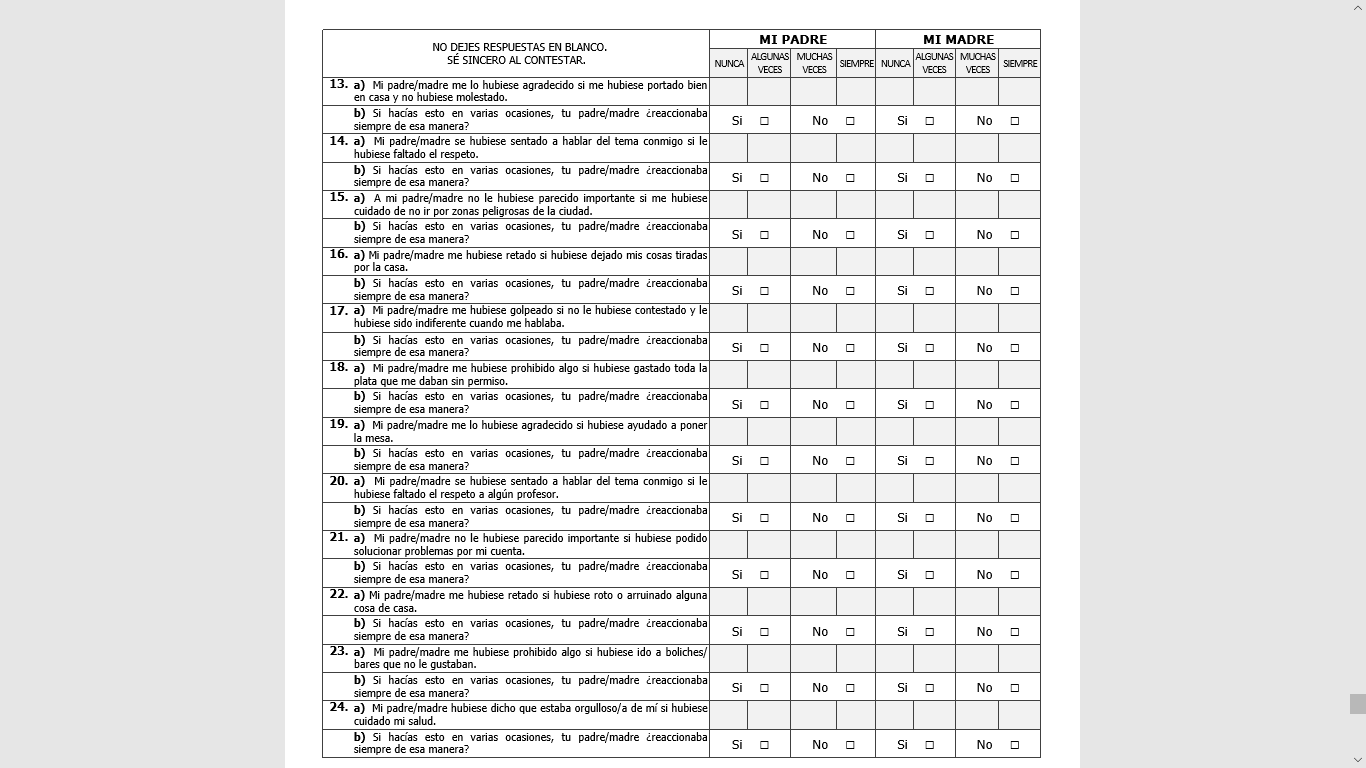 NO DEJES RESPUESTAS EN BLANCO.
SÉ SINCERO AL CONTESTAR.
MI PADRE MI MADRE
NUNCA ALGUNAS VECES MUCHAS VECES SIEMPRE NUNCA ALGUNAS VECES MUCHAS VECES SIEMPRE
13. a) Mi padre/madre me lo hubiese agradecido si me hubiese portado bien
en casa y no hubiese molestado.
b) Si hacías esto en varias ocasiones, tu padre/madre ¿reaccionaba
siempre de esa manera?
Si □ No □ Si □ No □
14. a) Mi padre/madre se hubiese sentado a hablar del tema conmigo si le
hubiese faltado el respeto.
b) Si hacías esto en varias ocasiones, tu padre/madre ¿reaccionaba
siempre de esa manera?
Si □ No □ Si □ No □
15. a) A mi padre/madre no le hubiese parecido importante si me hubiese
cuidado de no ir por zonas peligrosas de la ciudad.
b) Si hacías esto en varias ocasiones, tu padre/madre ¿reaccionaba
siempre de esa manera?
Si □ No □ Si □ No □
16. a) Mi padre/madre me hubiese retado si hubiese dejado mis cosas tiradas
por la casa.
b) Si hacías esto en varias ocasiones, tu padre/madre ¿reaccionaba
siempre de esa manera?
Si □ No □ Si □ No □
17. a) Mi padre/madre me hubiese golpeado si no le hubiese contestado y le
hubiese sido indiferente cuando me hablaba.
b) Si hacías esto en varias ocasiones, tu padre/madre ¿reaccionaba
siempre de esa manera?
Si □ No □ Si □ No □
18. a) Mi padre/madre me hubiese prohibido algo si hubiese gastado toda la
plata que me daban sin permiso.
b) Si hacías esto en varias ocasiones, tu padre/madre ¿reaccionaba
siempre de esa manera?
Si □ No □ Si □ No □
19. a) Mi padre/madre me lo hubiese agradecido si hubiese ayudado a poner
la mesa.
b) Si hacías esto en varias ocasiones, tu padre/madre ¿reaccionaba
siempre de esa manera?
Si □ No □ Si □ No □
20. a) Mi padre/madre se hubiese sentado a hablar del tema conmigo si le
hubiese faltado el respeto a algún profesor.
b) Si hacías esto en varias ocasiones, tu padre/madre ¿reaccionaba
siempre de esa manera?
Si □ No □ Si □ No □
21. a) Mi padre/madre no le hubiese parecido importante si hubiese podido
solucionar problemas por mi cuenta.
b) Si hacías esto en varias ocasiones, tu padre/madre ¿reaccionaba
siempre de esa manera?
Si □ No □ Si □ No □
22. a) Mi padre/madre me hubiese retado si hubiese roto o arruinado alguna
cosa de casa.
b) Si hacías esto en varias ocasiones, tu padre/madre ¿reaccionaba
siempre de esa manera?
Si □ No □ Si □ No □
23. a) Mi padre/madre me hubiese prohibido algo si hubiese ido a boliches/
bares que no le gustaban.
b) Si hacías esto en varias ocasiones, tu padre/madre ¿reaccionaba
siempre de esa manera?
Si □ No □ Si □ No □
24. a) Mi padre/madre hubiese dicho que estaba orgulloso/a de mí si hubiese
cuidado mi salud.
b) Si hacías esto en varias ocasiones, tu padre/madre ¿reaccionaba
siempre de esa manera?
Si □ No □ Si □ No □